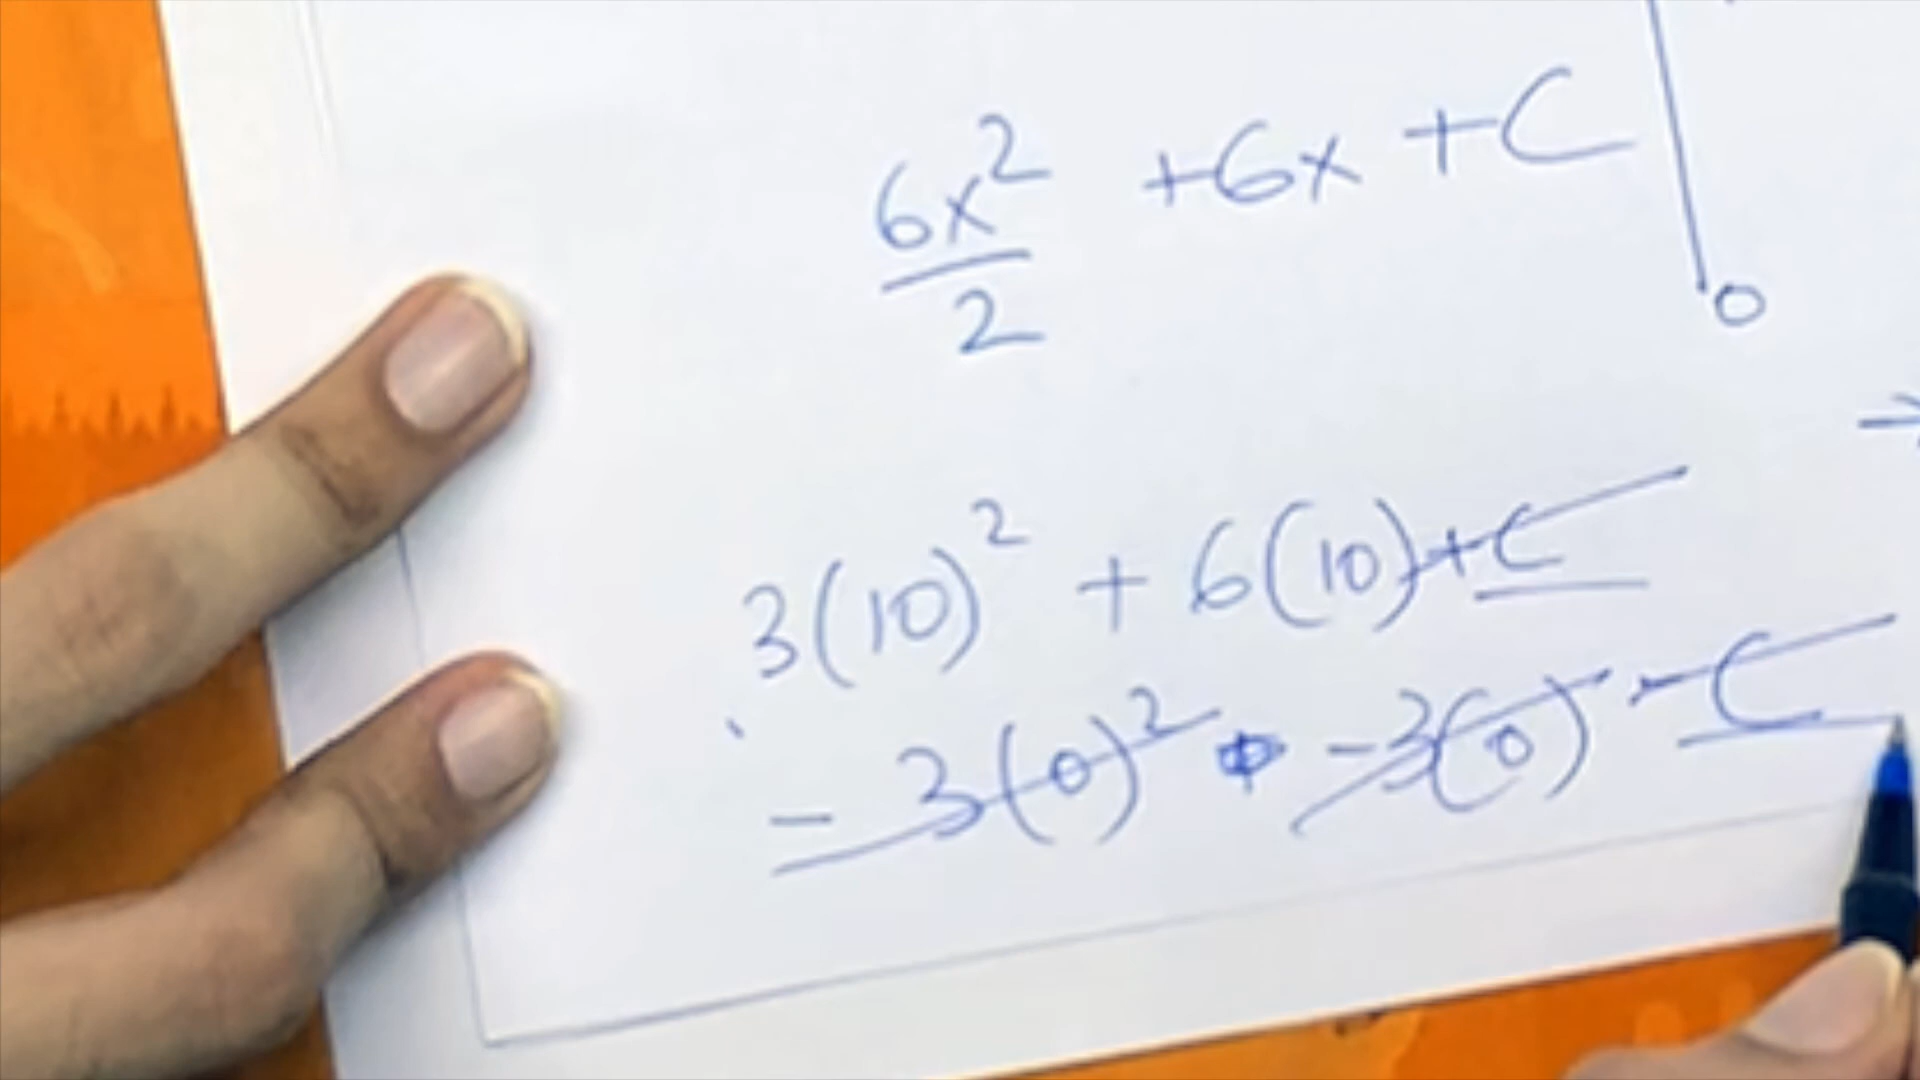 6x² + 6x + C
2
0
→
3(10)² + 6(10) + C
- 3(0)² - 3(0) - C